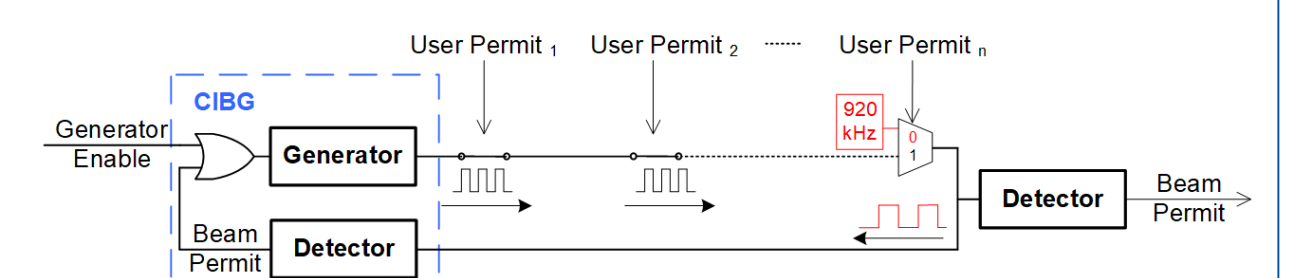 User Permit 1 User Permit 2 ······ User Permit n
CIBG
920
kHz
Generator
Enable
Generator
0
1
Detector
Beam
Permit
Beam
Permit
Detector